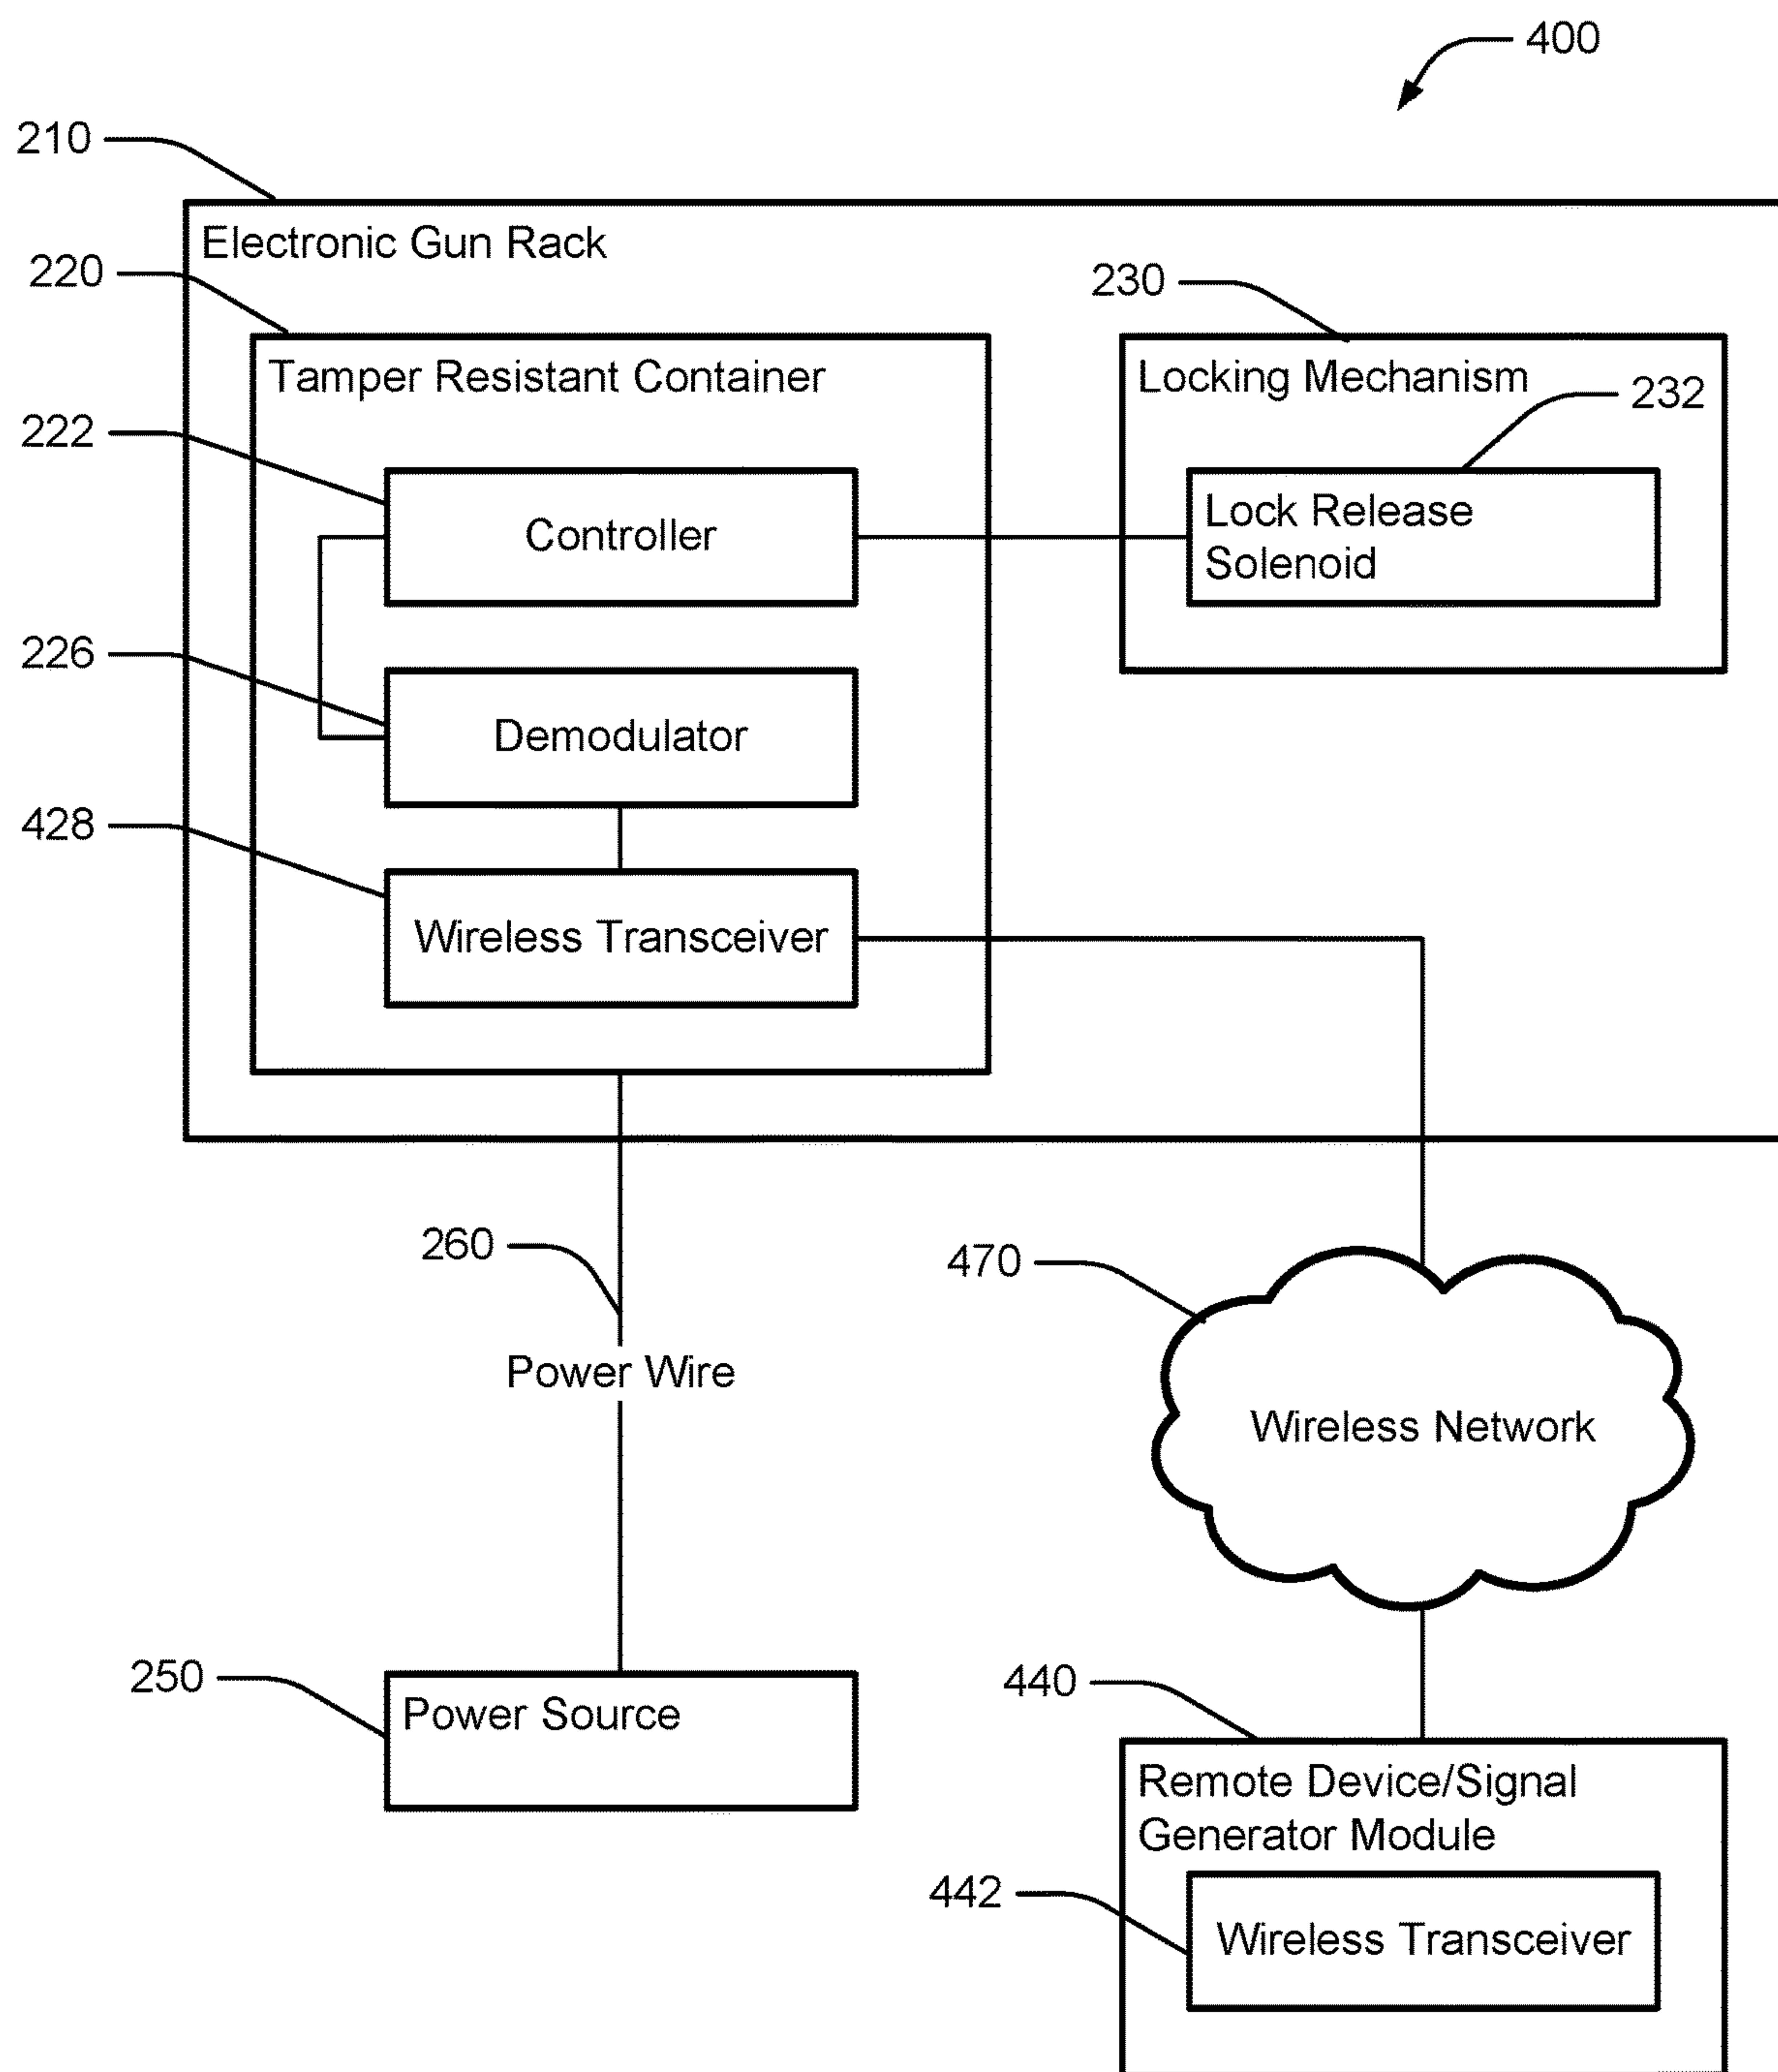 400
210
Electronic Gun Rack
220
230
Tamper Resistant Container
Locking Mechanism
232
222
Controller
Lock Release
Solenoid
226
Demodulator
428
Wireless Transceiver
260
470
Power Wire
Wireless Network
250
Power Source
440
Remote Device/Signal
Generator Module
442
Wireless Transceiver